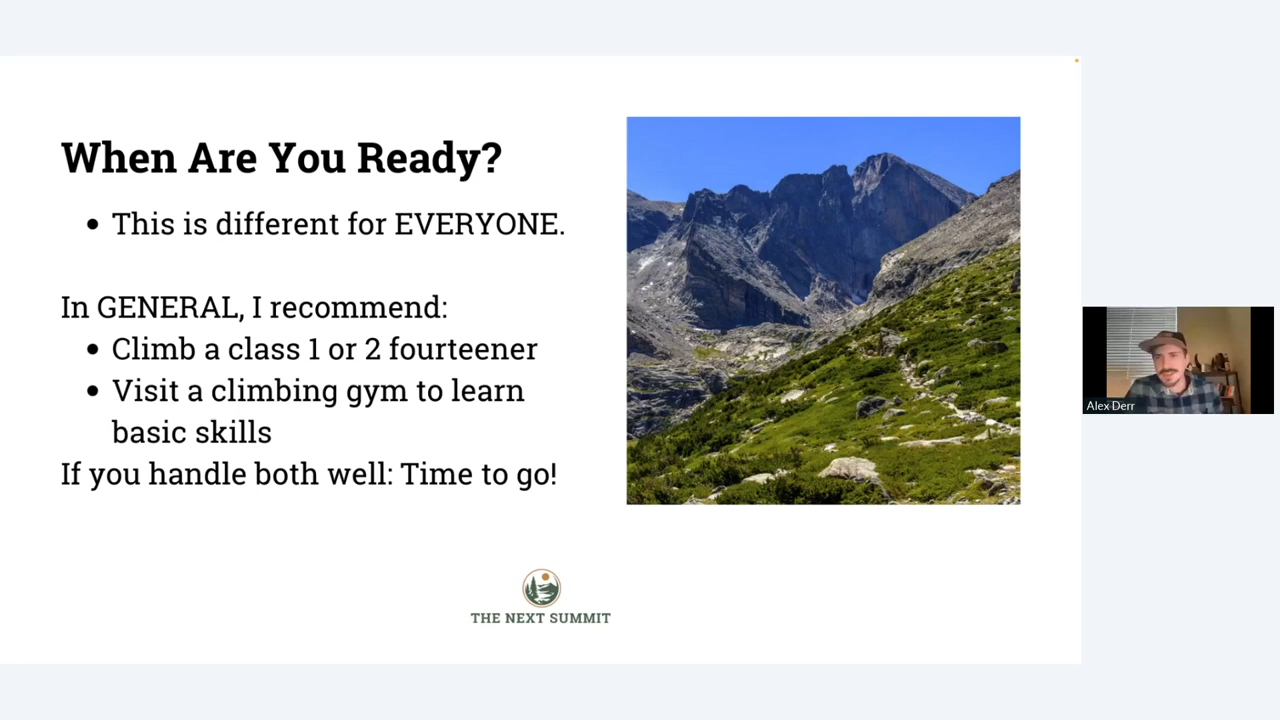 When Are You Ready?
• This is different for EVERYONE.
In GENERAL, I recommend:
• Climb a class 1 or 2 fourteener
• Visit a climbing gym to learn
basic skills
If you handle both well: Time to go!
THE NEXT SUMMIT
Alex Derr